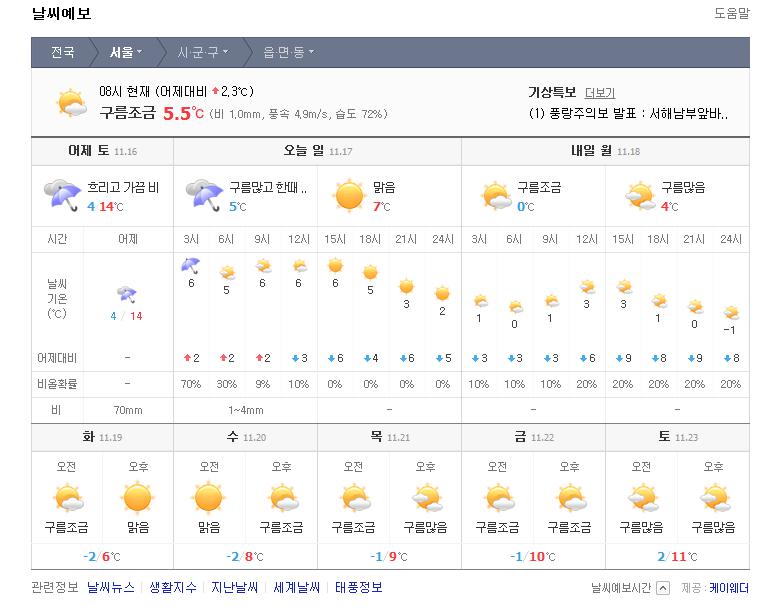 날씨예보 도움말
전국 서울 시·군·구 읍·면·동
08시 현재 (어제대비 2,3℃)
구름조금 5.5℃ (비 1,0mm, 풍속 4,9m/s, 습도 72%)
기상특보 더보기
(1) 풍랑주의보 발표 : 서해남부앞바..
어제 토 11.16 오늘 일 11.17 내일 월 11.18
흐리고 가끔 비 구름많고 한때 .. 맑음 구름조금 구름많음
4 14℃ 5℃ 7℃ 0℃ 4℃
시간 어제 3시 6시 9시 12시 15시 18시 21시 24시 3시 6시 9시 12시 15시 18시 21시 24시
날씨
기온
(℃)
4 / 14 6 5 6 6 6 5 3 2 1 0 1 3 3 1 0 -1
어제대비 - 2 2 2 3 6 4 6 5 3 3 3 6 9 8 9 8
비올확률 - 70% 30% 9% 10% 0% 0% 0% 0% 10% 10% 10% 20% 20% 20% 20% 20%
비 70mm 1~4mm - - -
화 11.19 수 11.20 목 11.21 금 11.22 토 11.23
오전 오후 오전 오후 오전 오후 오전 오후 오전 오후
구름조금 맑음 맑음 구름조금 구름조금 구름많음 구름조금 구름조금 구름많음 구름많음
-2/6℃ -2/8℃ -1/9℃ -1/10℃ 2/11℃
관련정보 날씨뉴스 생활지수 지난날씨 세계날씨 태풍정보 날씨예보시간 제공: 케이웨더